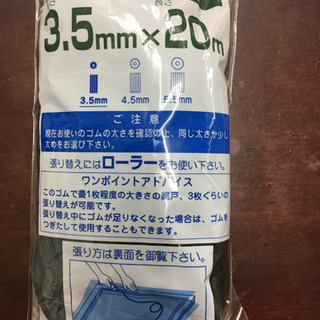 さ 長さ
3.5mm×20m
3.5mm 4.5mm 5.5mm
ご注意
現在お使いのゴムの太さを確認の上、同じ太さか少し
太めをお選び下さい。
張り替えにはローラーをお使い下さい。
ワンポイントアドバイス
このゴムで畳1枚程度の大きさの網戸、3枚ぐらいの
張り替えが可能です。
張り替え中にゴムが足りなくなった場合は、ゴムを
つぎたして使用することもできます。
張り方は裏面を御覧下さい。